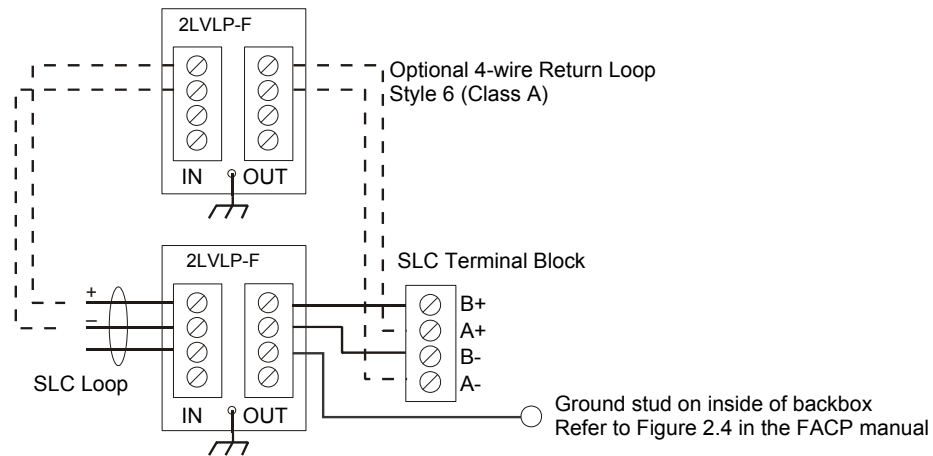 2LVLP-F
Optional 4-wire Return Loop
Style 6 (Class A)
IN OUT
2LVLP-F
SLC Terminal Block
+
–
B+
A+
B-
A-
SLC Loop
IN OUT
Ground stud on inside of backbox
Refer to Figure 2.4 in the FACP manual